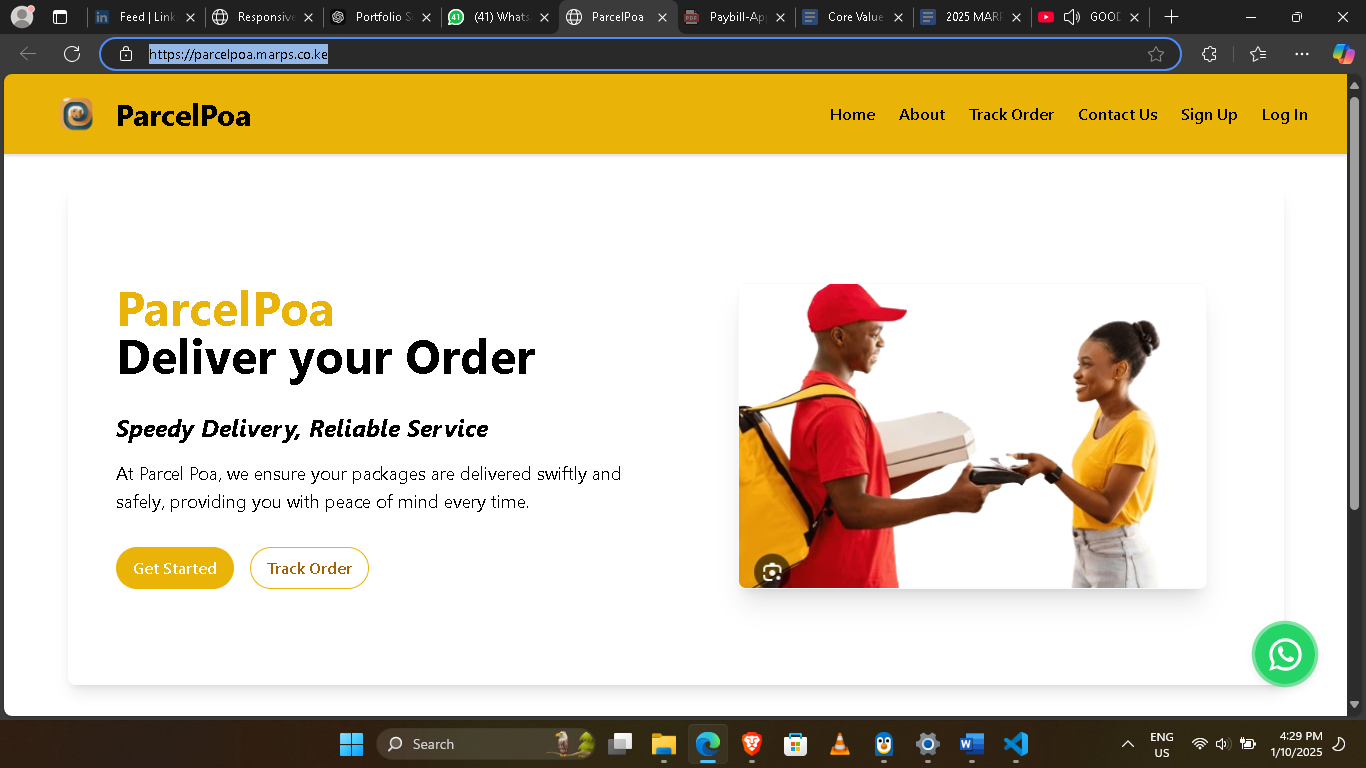 Feed | Link
Responsive
Portfolio S
(41) Whats
ParcelPoa
Paybill-Ap
Core Value
2025 MAR
GOOD
https://parcelpoa.marps.co.ke
ParcelPoa
Home
About
Track Order
Contact Us
Sign Up
Log In
ParcelPoa
Deliver your Order
Speedy Delivery, Reliable Service
At Parcel Poa, we ensure your packages are delivered swiftly and
safely, providing you with peace of mind every time.
Get Started
Track Order
Search
ENG
US
4:29 PM
1/10/2025